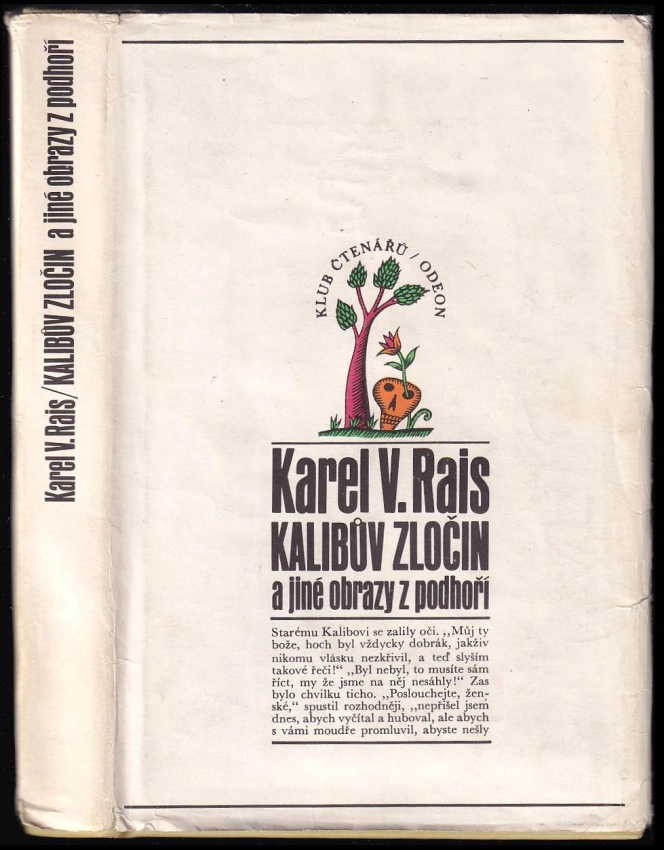 Karel V. Rais/KALIBŮV ZLOČIN a jiné obrazy z podhoří
KLUB ČTENÁŘŮ / ODEON
Karel V. Rais
KALIBŮV ZLOČIN
a jiné obrazy z podhoří
Starému Kalibovi se zalily oči. ,,Můj ty
bože, hoch byl vždycky dobrák, jakživ
nikomu vlásku nezkřivil, a teď slyším
takové řeči!“ ,,Byl nebyl, to musíte sám
říct, my že jsme na něj nesáhly!“ Zas
bylo chvilku ticho. ,,Poslouchejte, žen-
ské,“ spustil rozhodněji, ,,nepřišel jsem
dnes, abych vyčítal a huboval, ale abych
s vámi moudře promluvil, abyste nešly